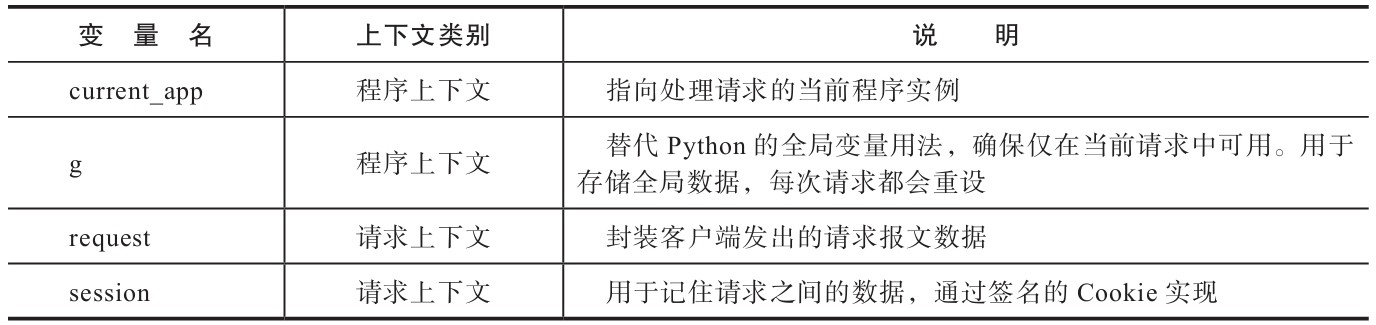 变 量 名 上下文类别 说 明
current_app 程序上下文 指向处理请求的当前程序实例
g 程序上下文 替代 Python 的全局变量用法，确保仅在当前请求中可用。用于
存储全局数据，每次请求都会重设
request 请求上下文 封装客户端发出的请求报文数据
session 请求上下文 用于记住请求之间的数据，通过签名的 Cookie 实现